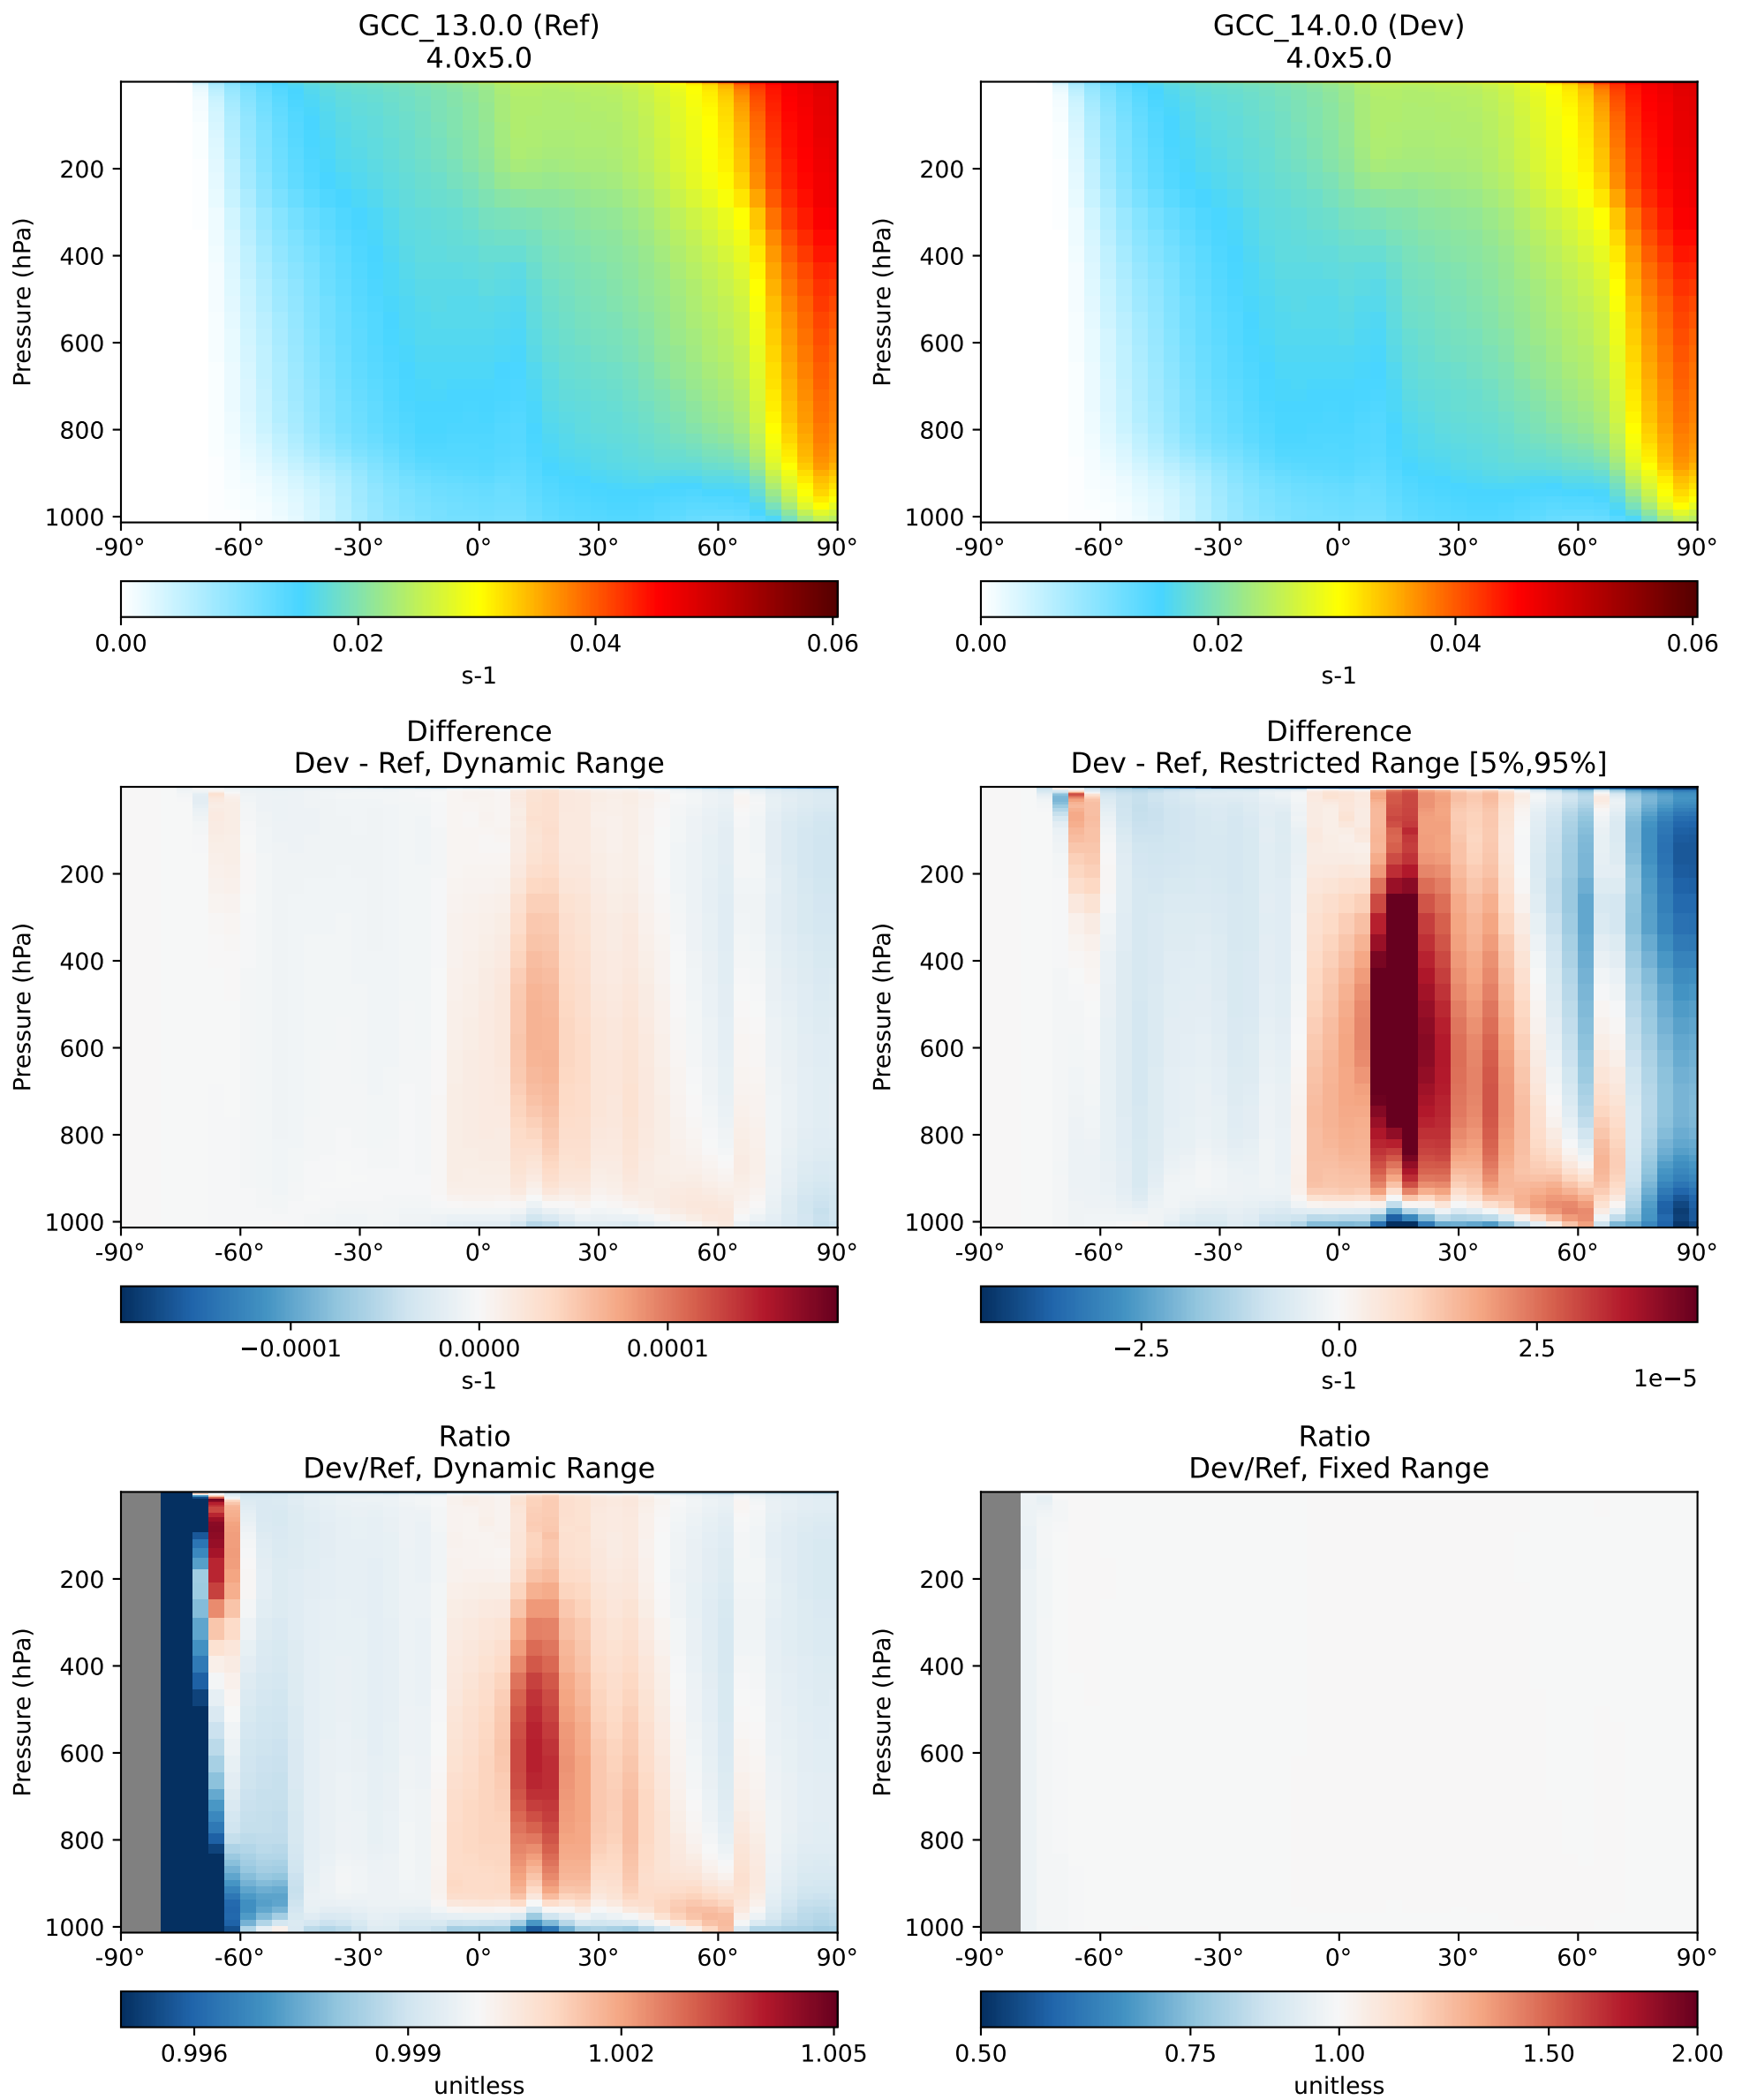 GCC_13.0.0 (Ref)
4.0x5.0
GCC_14.0.0 (Dev)
4.0x5.0
Pressure (hPa)
200
400
600
800
1000
-90° -60° -30° 0° 30° 60° 90°
0.00 0.02 0.04 0.06
s-1
Pressure (hPa)
200
400
600
800
1000
-90° -60° -30° 0° 30° 60° 90°
0.00 0.02 0.04 0.06
s-1
Difference
Dev - Ref, Dynamic Range
Pressure (hPa)
200
400
600
800
1000
-90° -60° -30° 0° 30° 60° 90°
−0.0001 0.0000 0.0001
s-1
Difference
Dev - Ref, Restricted Range [5%,95%]
Pressure (hPa)
200
400
600
800
1000
-90° -60° -30° 0° 30° 60° 90°
−2.5 0.0 2.5
s-1 1e−5
Ratio
Dev/Ref, Dynamic Range
Pressure (hPa)
200
400
600
800
1000
-90° -60° -30° 0° 30° 60° 90°
0.996 0.999 1.002 1.005
unitless
Ratio
Dev/Ref, Fixed Range
Pressure (hPa)
200
400
600
800
1000
-90° -60° -30° 0° 30° 60° 90°
0.50 0.75 1.00 1.50 2.00
unitless